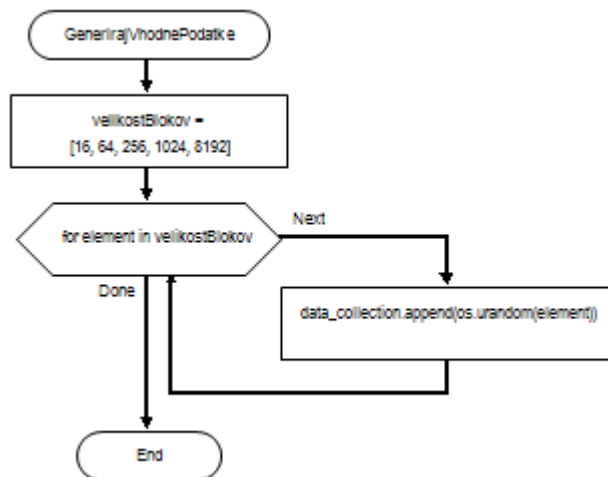 GenerirajVhodnePodatke
velikostBlokov =
[16, 64, 256, 1024, 8192]
for element in velikostBlokov
Next
Done
data_collection.append(os.urandom(element))
End